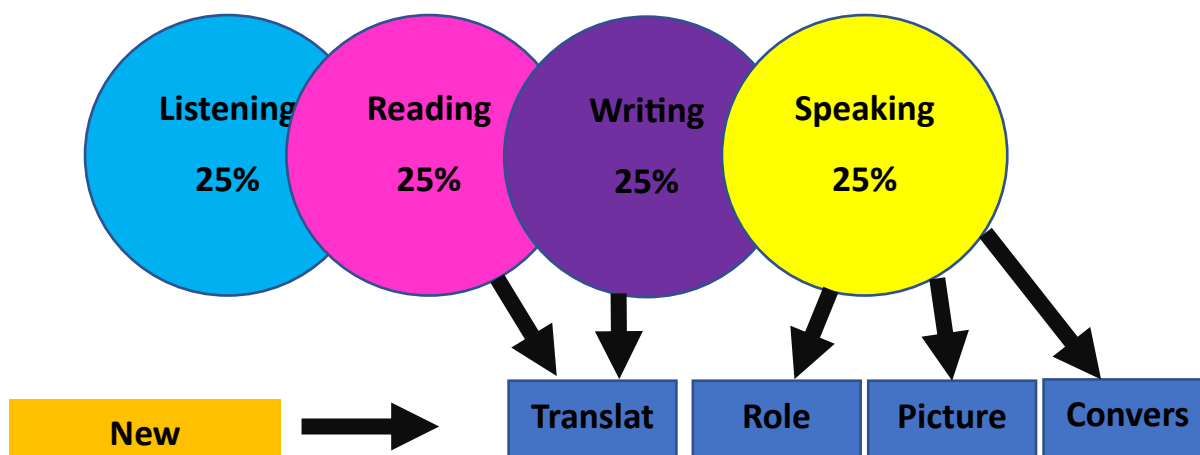 Listening
25%
Reading
25%
Writing
25%
Speaking
25%
New
Translat
Role
Picture
Convers